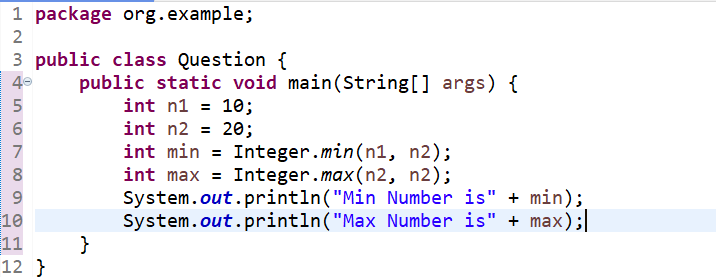 1 package org.example;
2
3 public class Question {
4 public static void main(String[] args) {
5 int n1 = 10;
6 int n2 = 20;
7 int min = Integer.min(n1, n2);
8 int max = Integer.max(n2, n2);
9 System.out.println("Min Number is" + min);
10 System.out.println("Max Number is" + max);
11 }
12 }